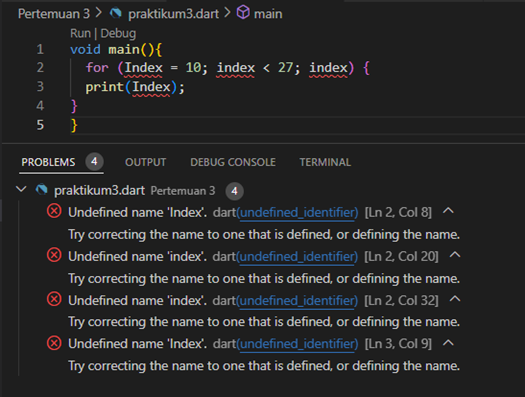 Pertemuan 3 > praktikum3.dart > main
Run | Debug
1 void main(){
2 for (Index = 10; index < 27; index) {
3 print(Index);
4 }
5 }
PROBLEMS 4 OUTPUT DEBUG CONSOLE TERMINAL
praktikum3.dart Pertemuan 3 4
Undefined name 'Index'. dart(undefined_identifier) [Ln 2, Col 8]
Try correcting the name to one that is defined, or defining the name.
Undefined name 'index'. dart(undefined_identifier) [Ln 2, Col 20]
Try correcting the name to one that is defined, or defining the name.
Undefined name 'index'. dart(undefined_identifier) [Ln 2, Col 32]
Try correcting the name to one that is defined, or defining the name.
Undefined name 'Index'. dart(undefined_identifier) [Ln 3, Col 9]
Try correcting the name to one that is defined, or defining the name.